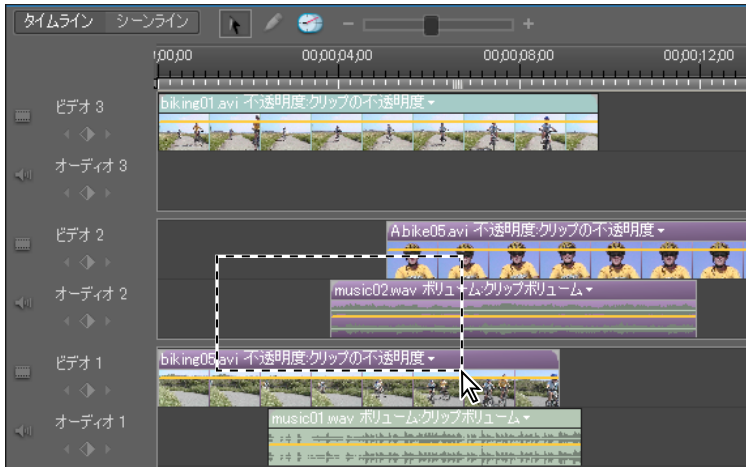 タイムライン シーンライン
;00;00 00;00;04;00 00;00;08;00 00;00;12;00
ビデオ 3
biking01.avi 不透明度:クリップの不透明度
オーディオ 3
ビデオ 2
Abike05.avi 不透明度:クリップの不透明度
オーディオ 2
music02.wav ボリューム:クリップボリューム
ビデオ 1
biking05.avi 不透明度:クリップの不透明度
オーディオ 1
music01.wav ボリューム:クリップボリューム